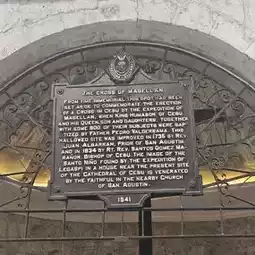 THE CROSS OF MAGELLAN
FROM TIME IMMEMORIAL THIS SPOT HAS BEEN
SET ASIDE TO COMMEMORATE THE ERECTION
OF A CROSS IN CEBU BY THE EXPEDITION OF
MAGELLAN. WHEN KING HUMABON OF CEBU
AND HIS QUEEN, SON AND DAUGHTERS, TOGETHER
WITH SOME 800 OF THEIR SUBJECTS WERE BAP-
TIZED BY FATHER PEDRO VALDERRAMA. THIS
HALLOWED SITE WAS IMPROVED IN 1735 BY REV.
JUAN ALBARRAN, PRIOR OF SAN AGUSTIN
AND IN 1834 BY RT. REV. SANTOS GOMEZ MA-
RAÑON, BISHOP OF CEBU. THE IMAGE OF THE
SANTO NIÑO FOUND BY THE EXPEDITION OF
LEGASPI IN A HOUSE NEAR THE PRESENT SITE
OF THE CATHEDRAL OF CEBU IS VENERATED
BY THE FAITHFUL IN THE NEARBY CHURCH
OF SAN AGUSTIN.
1941